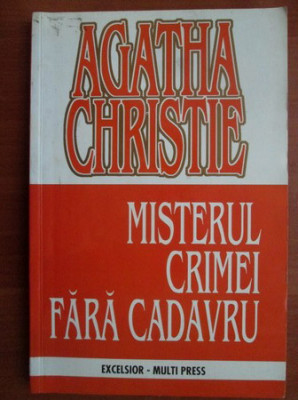 AGATHA
CHRISTIE
MISTERUL
CRIMEI
FĂRĂ CADAVRU
EXCELSIOR - MULTI PRESS